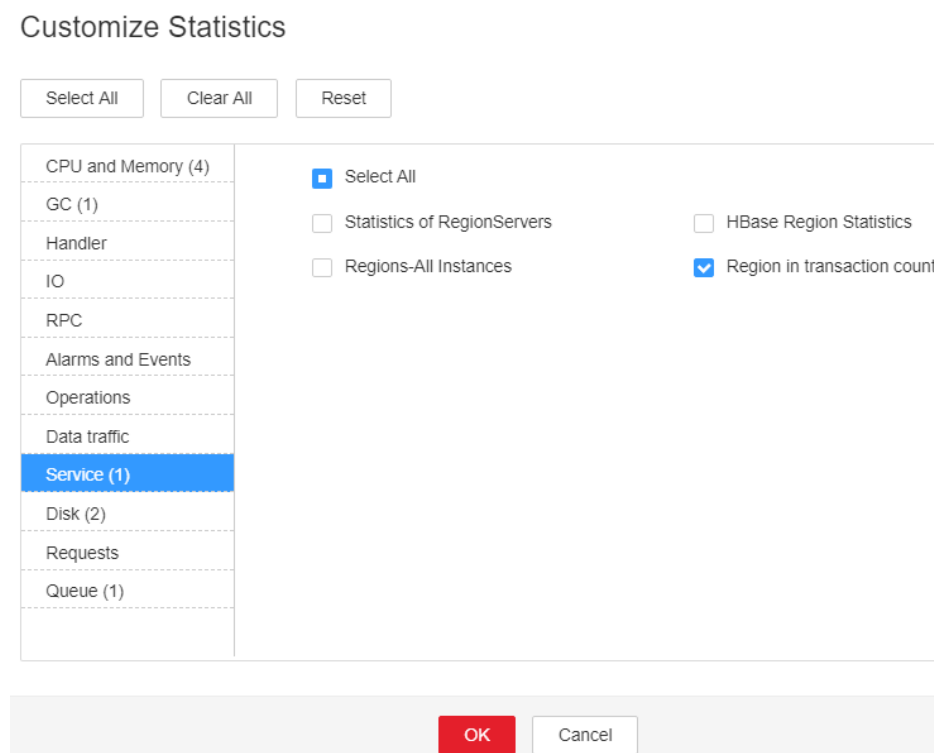 Customize Statistics
Select All
Clear All
Reset
CPU and Memory (4)
GC (1)
Handler
IO
RPC
Alarms and Events
Operations
Data traffic
Service (1)
Disk (2)
Requests
Queue (1)
Select All
Statistics of RegionServers
HBase Region Statistics
Regions-All Instances
Region in transaction count
OK
Cancel